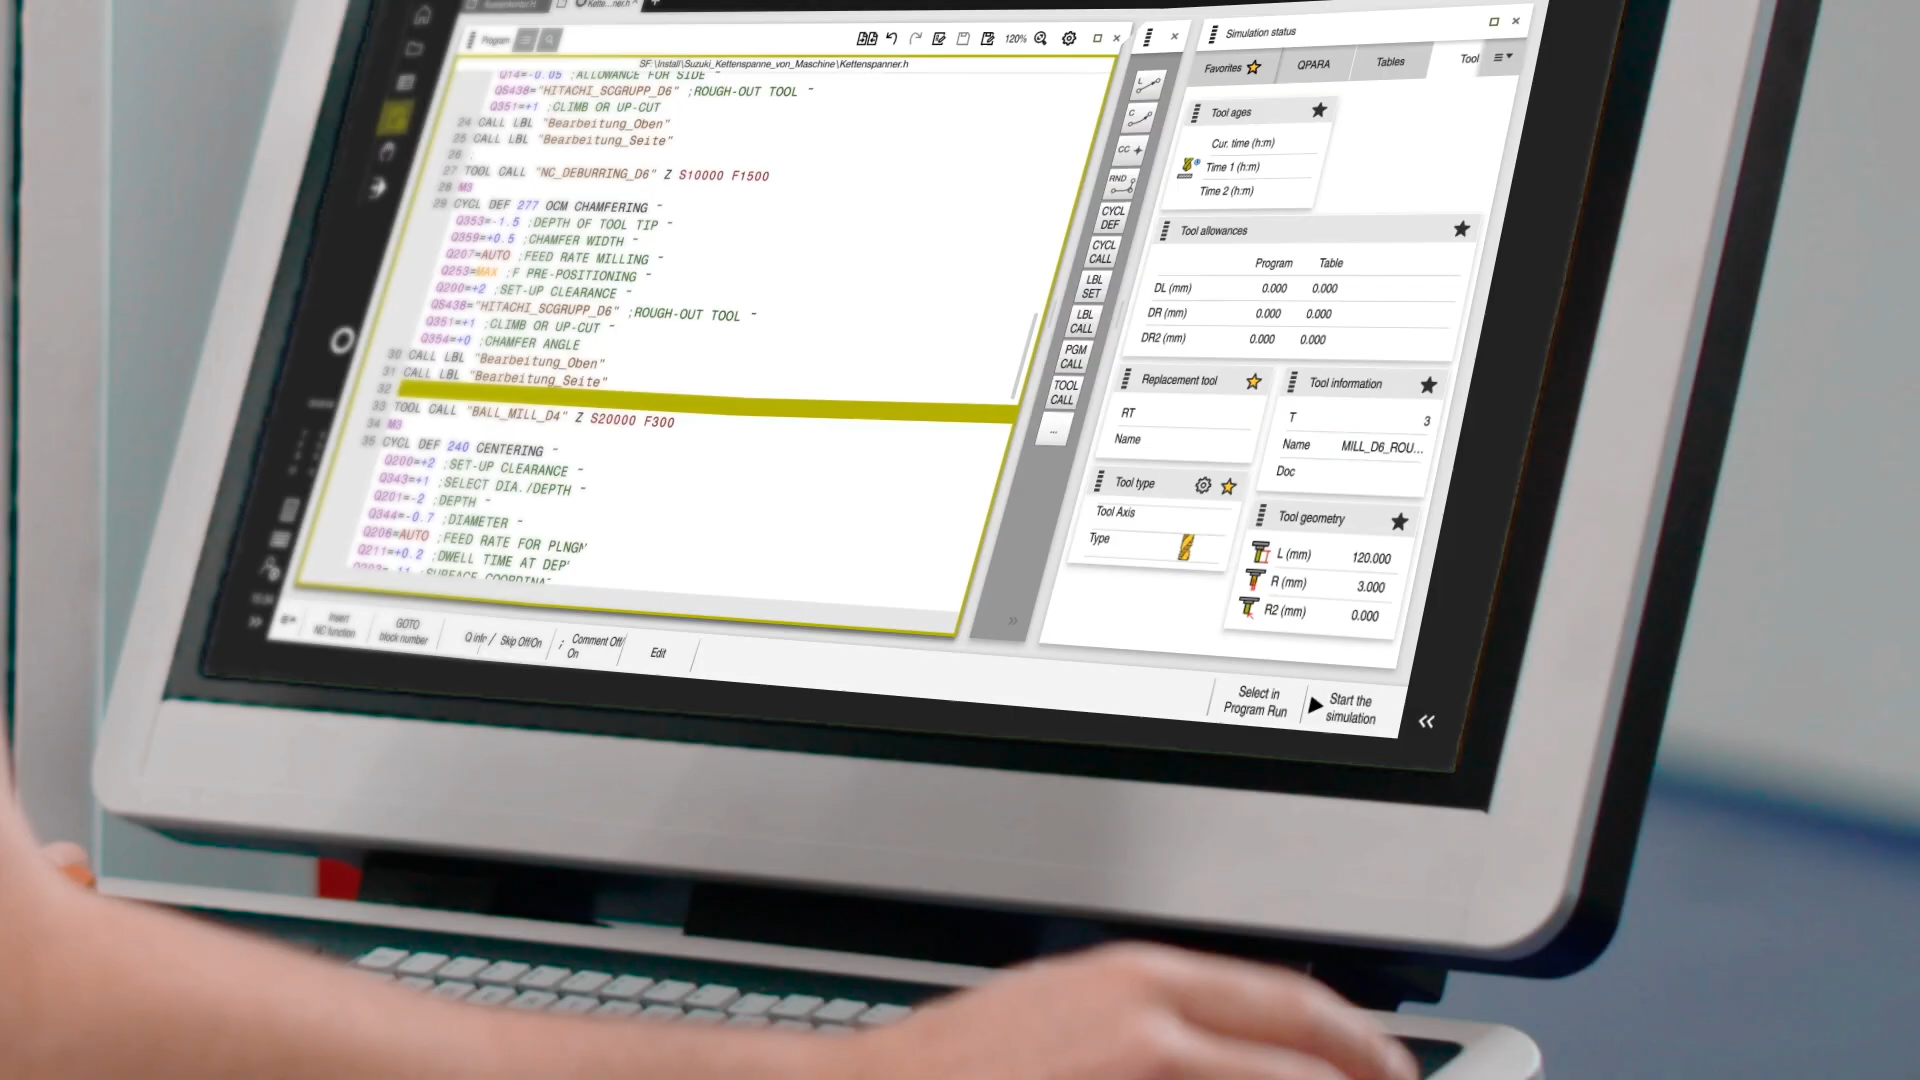 Kette...ner.h
Program
120%
SF:\Install\Suzuki_Kettenspanne_von_Maschine\Kettenspanner.h
Q14=-0.05 ;ALLOWANCE FOR SIDE ~
QS438="HITACHI_SCGRUPP_D6" ;ROUGH-OUT TOOL ~
Q351=+1 ;CLIMB OR UP-CUT
24 CALL LBL "Bearbeitung_Oben"
25 CALL LBL "Bearbeitung_Seite"
26 ;
27 TOOL CALL "NC_DEBURRING_D6" Z S10000 F1500
28 M3
29 CYCL DEF 277 OCM CHAMFERING ~
Q353=-1.5 ;DEPTH OF TOOL TIP ~
Q359=+0.5 ;CHAMFER WIDTH ~
Q207=AUTO ;FEED RATE MILLING ~
Q253=MAX ;F PRE-POSITIONING ~
Q200=+2 ;SET-UP CLEARANCE ~
QS438="HITACHI_SCGRUPP_D6" ;ROUGH-OUT TOOL ~
Q351=+1 ;CLIMB OR UP-CUT ~
Q354=+0 ;CHAMFER ANGLE
30 CALL LBL "Bearbeitung_Oben"
31 CALL LBL "Bearbeitung_Seite"
32
33 TOOL CALL "BALL_MILL_D4" Z S20000 F300
34 M3
35 CYCL DEF 240 CENTERING ~
Q200=+2 ;SET-UP CLEARANCE ~
Q343=+1 ;SELECT DIA./DEPTH ~
Q201=-2 ;DEPTH ~
Q344=-0.7 ;DIAMETER ~
Q206=AUTO ;FEED RATE FOR PLNGN
Q211=+0.2 ;DWELL TIME AT DEP
;SURFACE COORDINA
Insert NC function
GOTO block number
Q info
/ Skip Off/On
; Comment Off/On
Edit
L
C
CC
RND
CYCL DEF
CYCL CALL
LBL SET
LBL CALL
PGM CALL
TOOL CALL
...
Simulation status
Favorites QPARA Tables Tool
Tool ages
Cur. time (h:m)
Time 1 (h:m)
Time 2 (h:m)
Tool allowances
Program Table
DL (mm) 0.000 0.000
DR (mm) 0.000 0.000
DR2 (mm) 0.000 0.000
Replacement tool
RT
Name
Tool information
T 3
Name MILL_D6_ROU...
Doc
Tool type
Tool Axis
Type
Tool geometry
L (mm) 120.000
R (mm) 3.000
R2 (mm) 0.000
Select in Program Run
Start the simulation